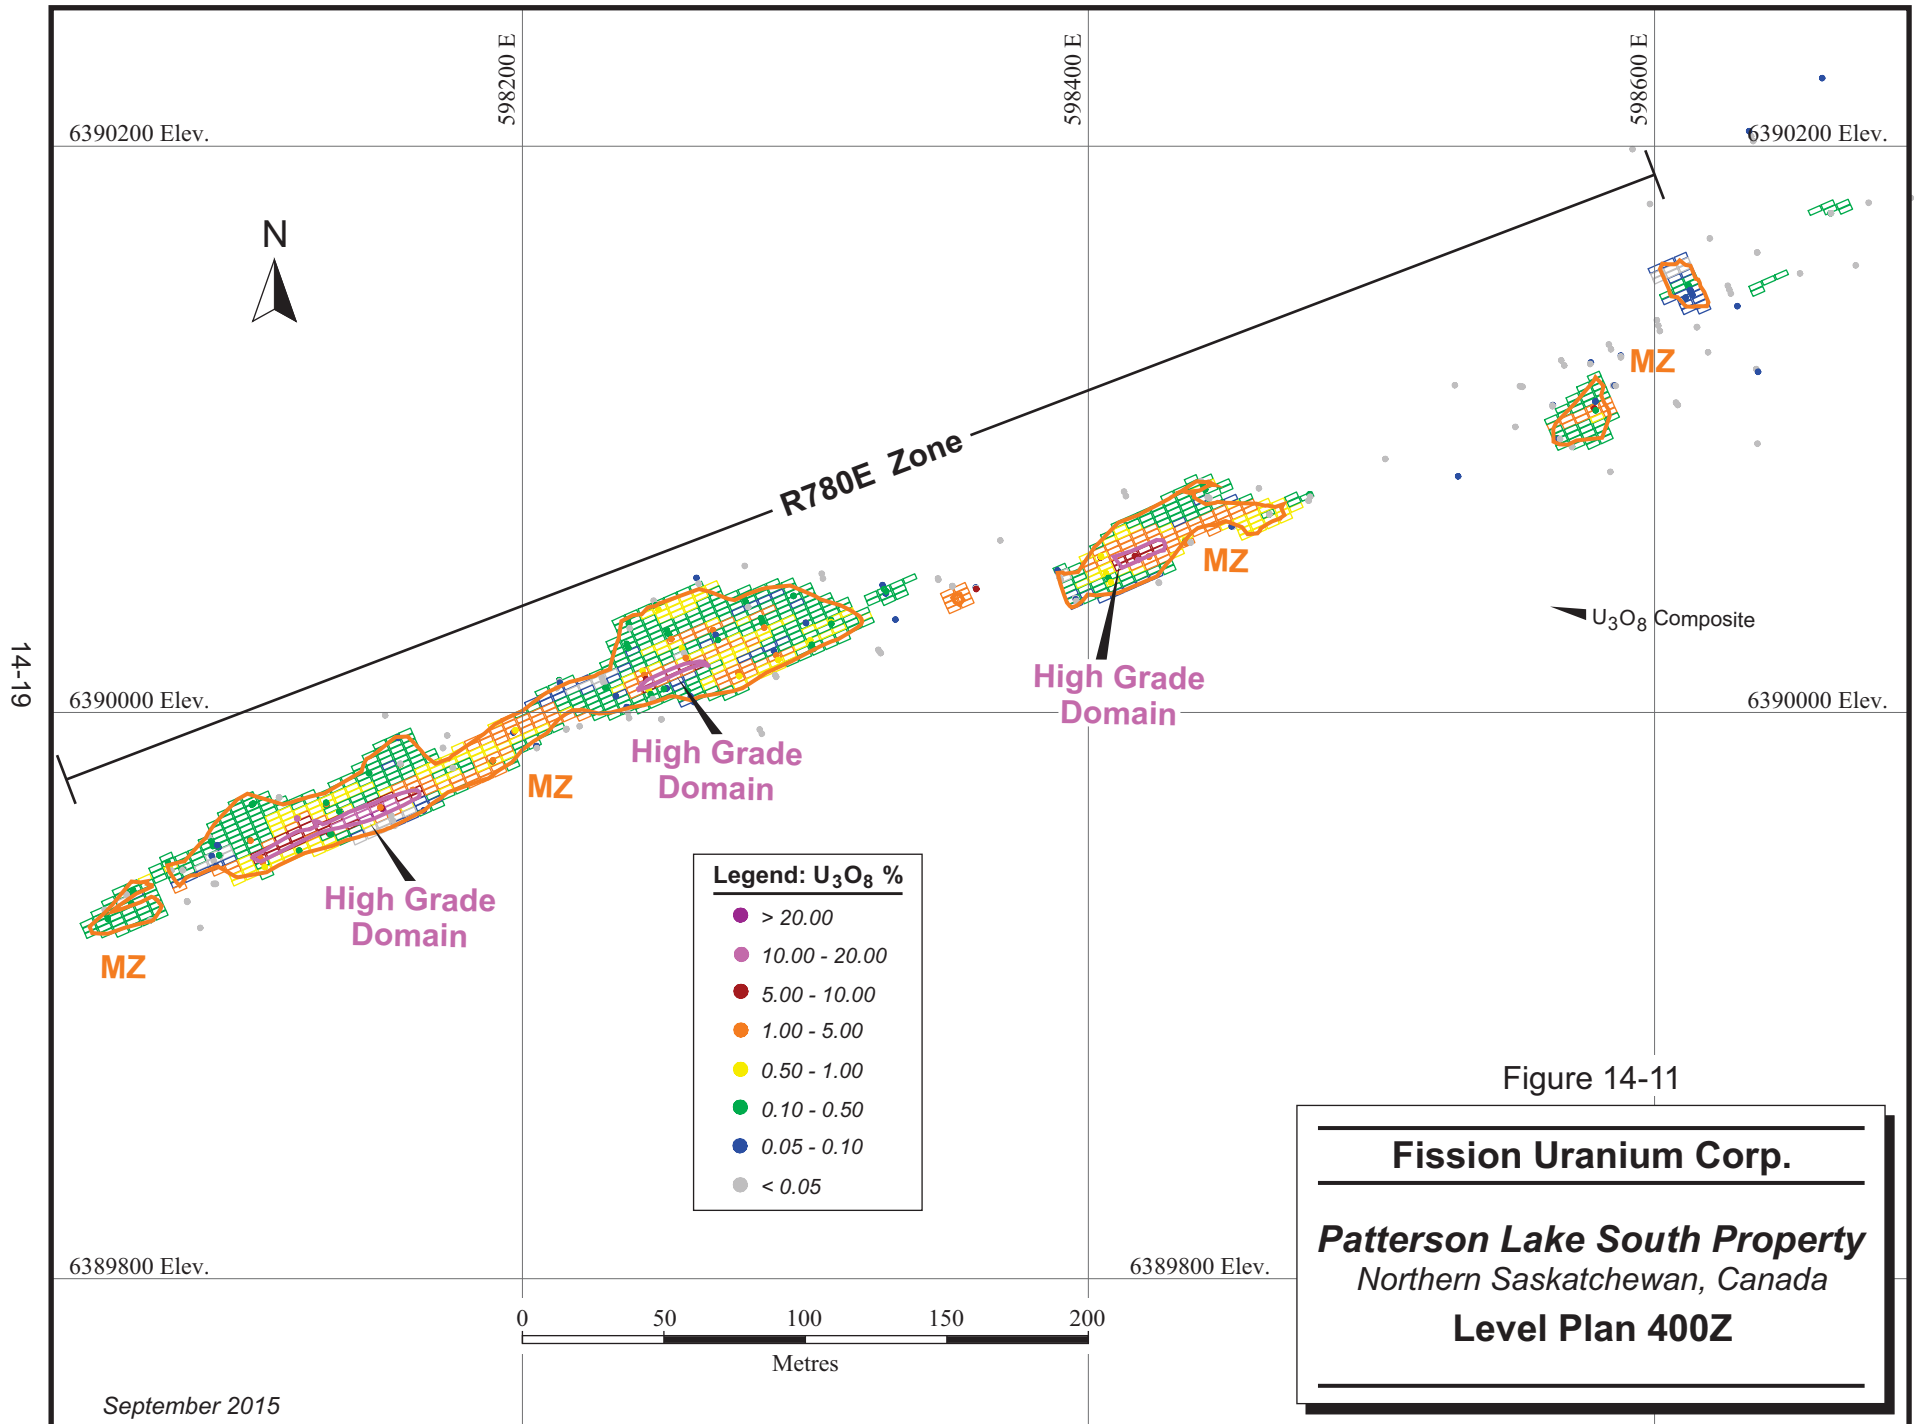 598200 E
598400 E
598600 E
6390200 Elev.
6390200 Elev.
N
MZ
R780E Zone
MZ
U3O8 Composite
14-19
High Grade
Domain
6390000 Elev.
6390000 Elev.
High Grade
Domain
MZ
High Grade
Domain
MZ
Legend: U3O8 %
> 20.00
10.00 - 20.00
5.00 - 10.00
1.00 - 5.00
0.50 - 1.00
0.10 - 0.50
0.05 - 0.10
< 0.05
Figure 14-11
Fission Uranium Corp.
Patterson Lake South Property
Northern Saskatchewan, Canada
Level Plan 400Z
6389800 Elev.
6389800 Elev.
0 50 100 150 200
Metres
September 2015